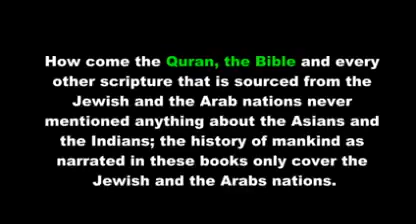 How come the Quran, the Bible and every
other scripture that is sourced from the
Jewish and the Arab nations never
mentioned anything about the Asians and
the Indians; the history of mankind as
narrated in these books only cover the
Jewish and the Arabs nations.